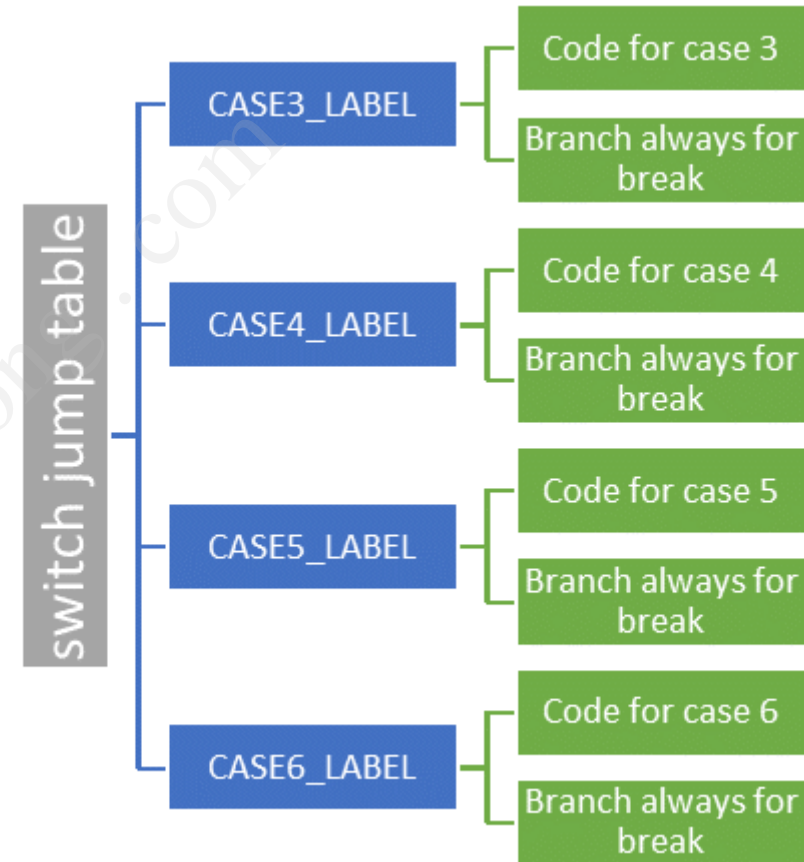 switch jump table
CASE3_LABEL
Code for case 3
Branch always for
break
CASE4_LABEL
Code for case 4
Branch always for
break
CASE5_LABEL
Code for case 5
Branch always for
break
CASE6_LABEL
Code for case 6
Branch always for
break